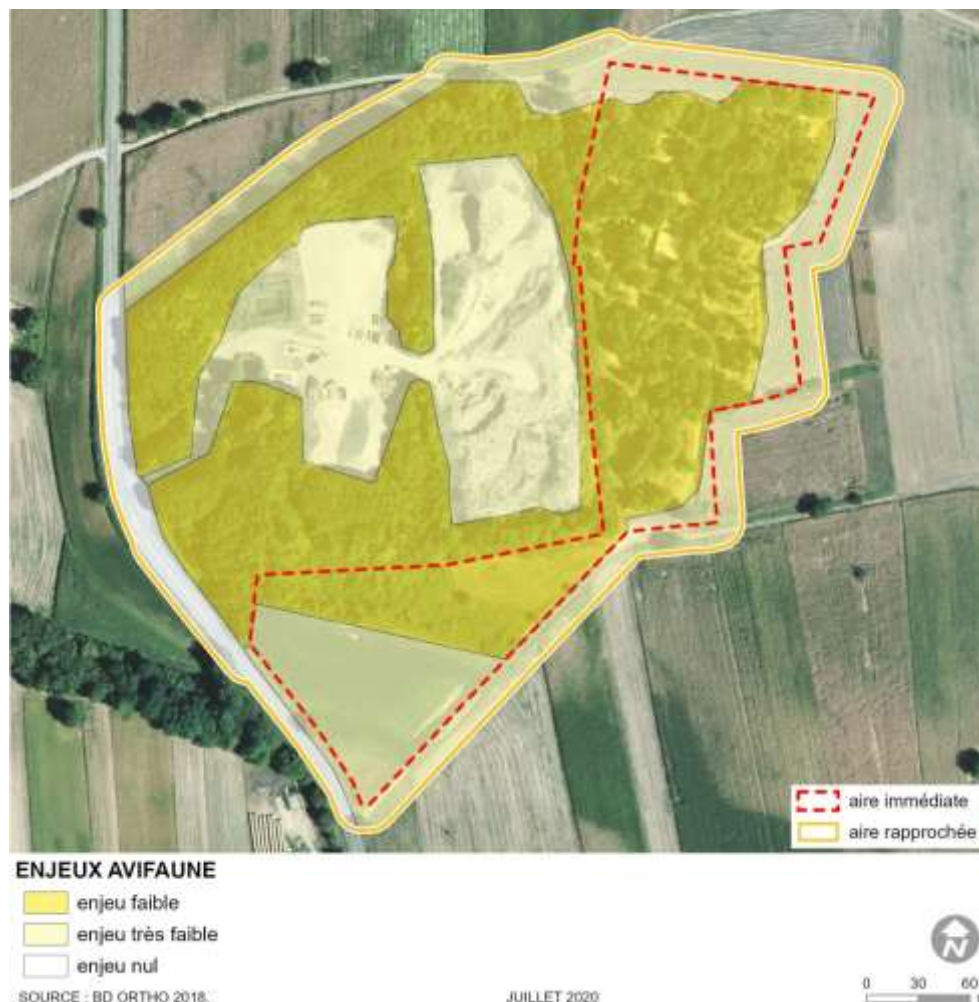 aire immédiate
aire rapprochée
ENJEUX AVIFAUNE
enjeu faible
enjeu très faible
enjeu nul
N
SOURCE : BD ORTHO 2018.
JUILLET 2020
0 30 60